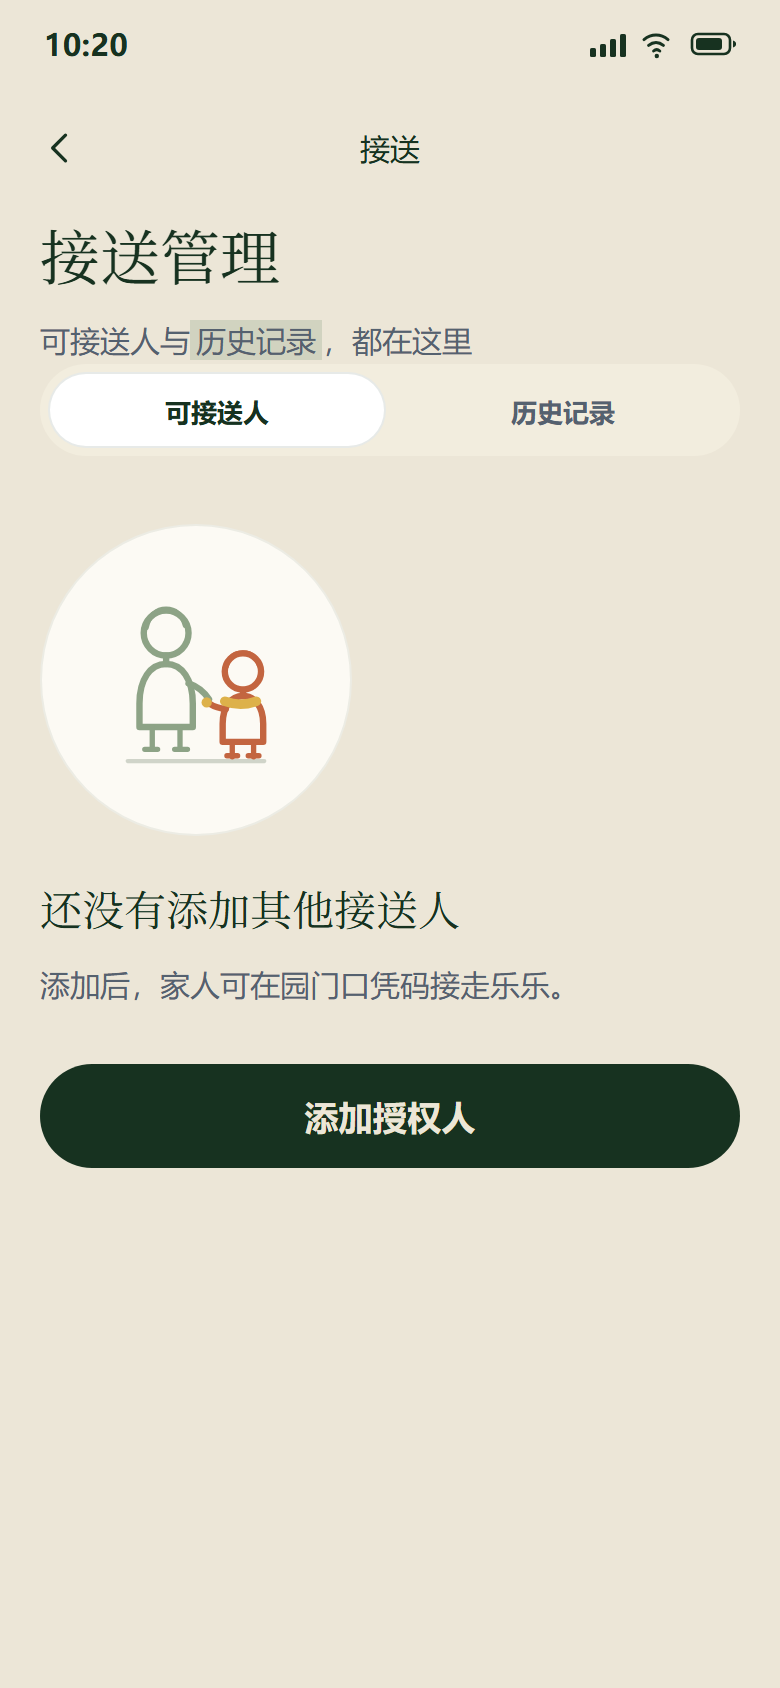 10:20
接送
接送管理
可接送人与历史记录，都在这里
可接送人
历史记录
还没有添加其他接送人
添加后，家人可在园门口凭码接走乐乐。
添加授权人